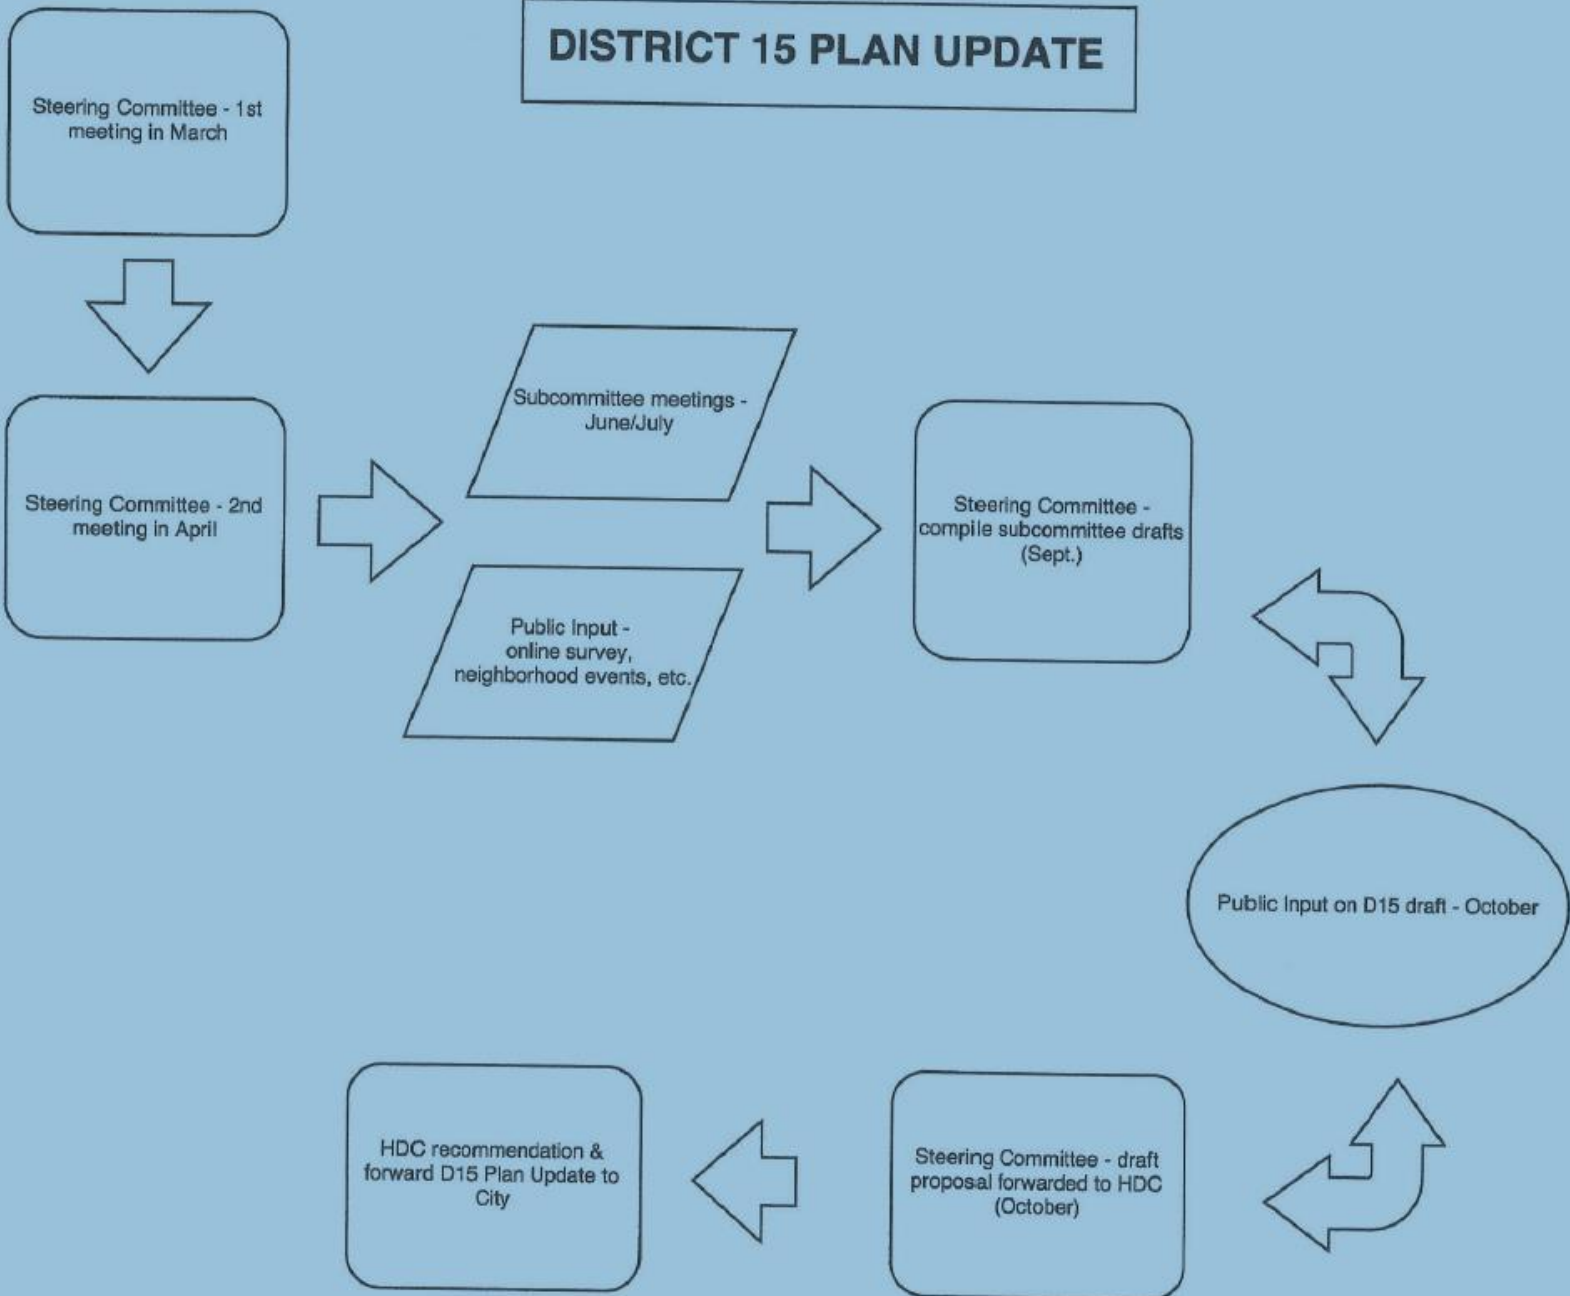 DISTRICT 15 PLAN UPDATE
Steering Committee - 1st
meeting in March
Steering Committee - 2nd
meeting in April
Subcommittee meetings -
June/July
Public Input -
online survey,
neighborhood events, etc.
Steering Committee -
compile subcommittee drafts
(Sept.)
Public Input on D15 draft - October
Steering Committee - draft
proposal forwarded to HDC
(October)
HDC recommendation &
forward D15 Plan Update to
City